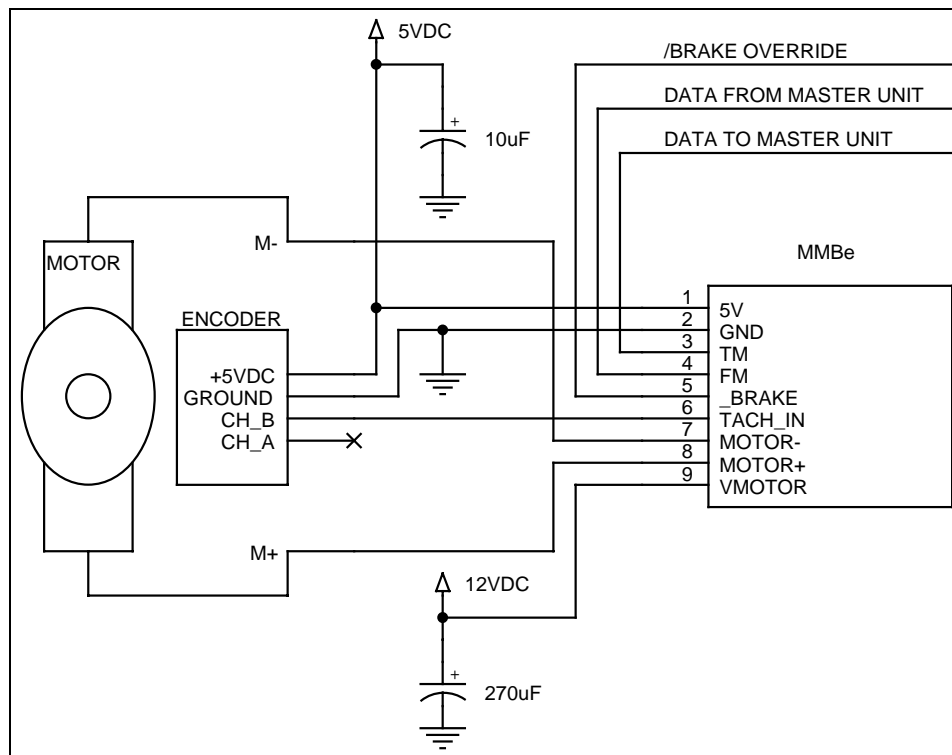 5VDC
/BRAKE OVERRIDE
DATA FROM MASTER UNIT
+
10uF
DATA TO MASTER UNIT
M-
MOTOR
MMBe
ENCODER
+5VDC
GROUND
CH_B
CH_A
1 5V
2 GND
3 TM
4 FM
5 _BRAKE
6 TACH_IN
7 MOTOR-
8 MOTOR+
9 VMOTOR
M+
12VDC
+
270uF